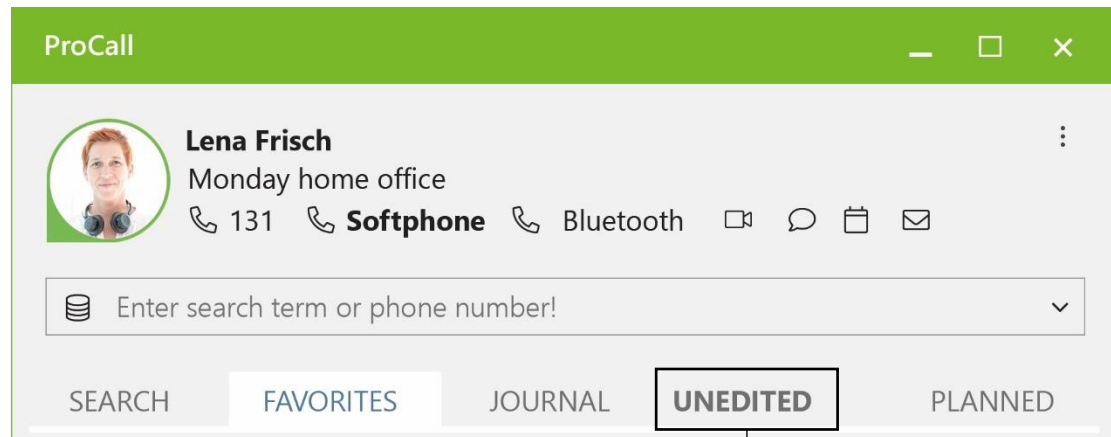 ProCall
Lena Frisch
Monday home office
131 Softphone Bluetooth
Enter search term or phone number!
SEARCH FAVORITES JOURNAL UNEDITED PLANNED